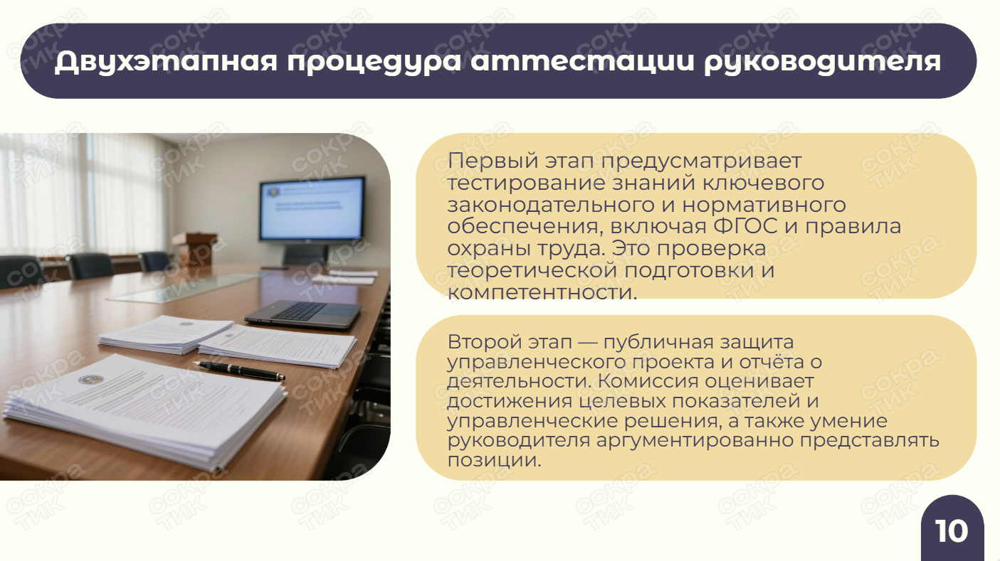 Двухэтапная процедура аттестации руководителя
Первый этап предусматривает
тестирование знаний ключевого
законодательного и нормативного
обеспечения, включая ФГОС и правила
охраны труда. Это проверка
теоретической подготовки и
компетентности.
Второй этап — публичная защита
управленческого проекта и отчёта о
деятельности. Комиссия оценивает
достижения целевых показателей и
управленческие решения, а также умение
руководителя аргументированно представлять
позиции.
10
сократик